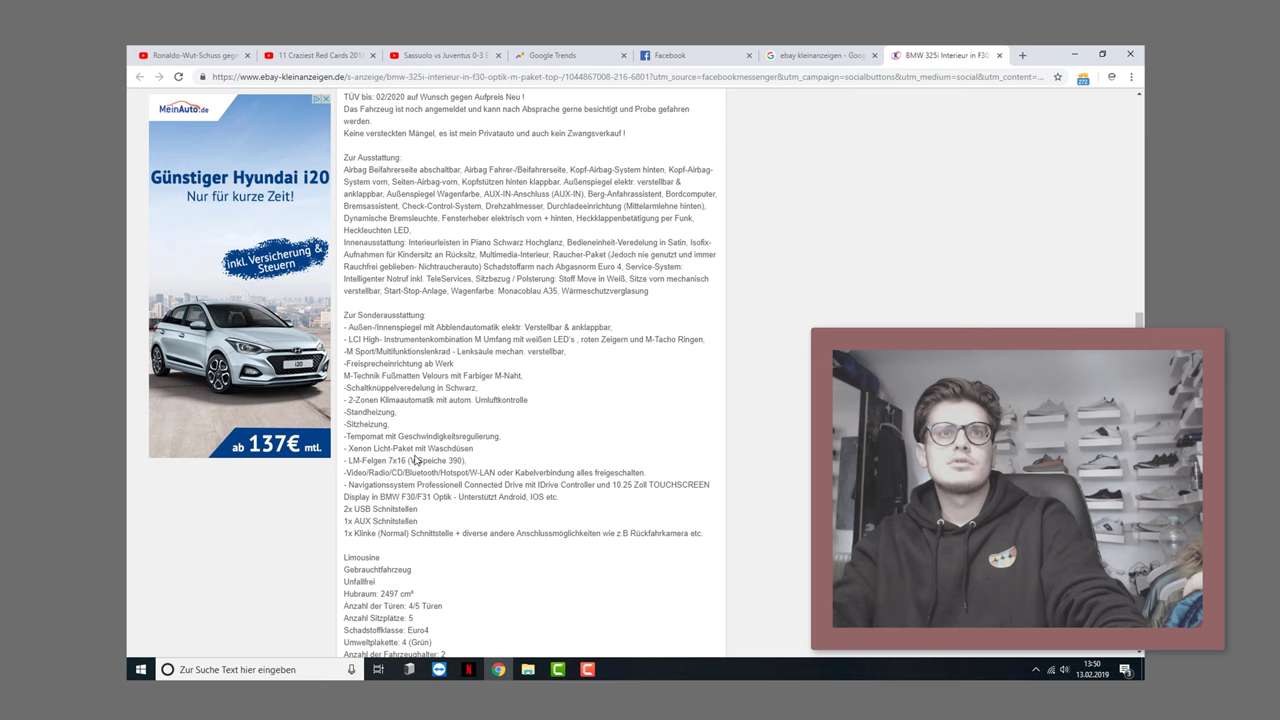 Ronaldo-Wut-Schuss gege
11 Craziest Red Cards 2018
Sassuolo vs Juventus 0-3
Google Trends
Facebook
ebay kleinanzeigen - Goog
BMW 325i Interieur in F30
https://www.ebay-kleinanzeigen.de/s-anzeige/bmw-325i-interieur-in-f30-optik-m-paket-top-/1044867008-216-6801?utm_source=facebookmessenger&utm_campaign=socialbuttons&utm_medium=social&utm_content=...
272
MeinAuto.de
Günstiger Hyundai i20
Nur für kurze Zeit!
inkl. Versicherung &
Steuern
i20
ab 137€ mtl.
TÜV bis: 02/2020 auf Wunsch gegen Aufpreis Neu !
Das Fahrzeug ist noch angemeldet und kann nach Absprache gerne besichtigt und Probe gefahren
werden.
Keine versteckten Mängel, es ist mein Privatauto und auch kein Zwangsverkauf !
Zur Ausstattung:
Airbag Beifahrerseite abschaltbar, Airbag Fahrer-/Beifahrerseite, Kopf-Airbag-System hinten, Kopf-Airbag-
System vorn, Seiten-Airbag-vorn, Kopfstützen hinten klappbar, Außenspiegel elektr. verstellbar &
anklappbar, Außenspiegel Wagenfarbe, AUX-IN-Anschluss (AUX-IN), Berg-Anfahrassistent, Bordcomputer,
Bremsassistent, Check-Control-System, Drehzahlmesser, Durchladeeinrichtung (Mittelarmlehne hinten),
Dynamische Bremsleuchte, Fensterheber elektrisch vorn + hinten, Heckklappenbetätigung per Funk,
Heckleuchten LED,
Innenausstattung: Interieurleisten in Piano Schwarz Hochglanz, Bedieneinheit-Veredelung in Satin, Isofix-
Aufnahmen für Kindersitz an Rücksitz, Multimedia-Interieur, Raucher-Paket (Jedoch nie genutzt und immer
Rauchfrei geblieben- Nichtraucherauto) Schadstoffarm nach Abgasnorm Euro 4, Service-System:
Intelligenter Notruf inkl. TeleServices, Sitzbezug / Polsterung: Stoff Move in Weiß, Sitze vorn mechanisch
verstellbar, Start-Stop-Anlage, Wagenfarbe: Monacoblau A35, Wärmeschutzverglasung
Zur Sonderausstattung:
- Außen-/Innenspiegel mit Abblendautomatik elektr. Verstellbar & anklappbar,
- LCI High- Instrumentenkombination M Umfang mit weißen LED's , roten Zeigern und M-Tacho Ringen,
-M Sport/Multifunktionslenkrad - Lenksäule mechan. verstellbar,
-Freisprecheinrichtung ab Werk
M-Technik Fußmatten Velours mit Farbiger M-Naht,
-Schaltknüppelveredelung in Schwarz,
- 2-Zonen Klimaautomatik mit autom. Umluftkontrolle
-Standheizung,
-Sitzheizung,
-Tempomat mit Geschwindigkeitsregulierung,
- Xenon Licht-Paket mit Waschdüsen
- LM-Felgen 7x16 (V-Speiche 390),
-Video/Radio/CD/Bluetooth/Hotspot/W-LAN oder Kabelverbindung alles freigeschalten.
- Navigationssystem Professionell Connected Drive mit IDrive Controller und 10.25 Zoll TOUCHSCREEN
Display in BMW F30/F31 Optik - Unterstützt Android, IOS etc.
2x USB Schnitstellen
1x AUX Schnitstellen
1x Klinke (Normal) Schnittstelle + diverse andere Anschlussmöglichkeiten wie z.B Rückfahrkamera etc.
Limousine
Gebrauchtfahrzeug
Unfallfrei
Hubraum: 2497 cm³
Anzahl der Türen: 4/5 Türen
Anzahl Sitzplätze: 5
Schadstoffklasse: Euro4
Umweltplakette: 4 (Grün)
Anzahl der Fahrzeughalter: 2
Zur Suche Text hier eingeben
13:50
13.02.2019
3